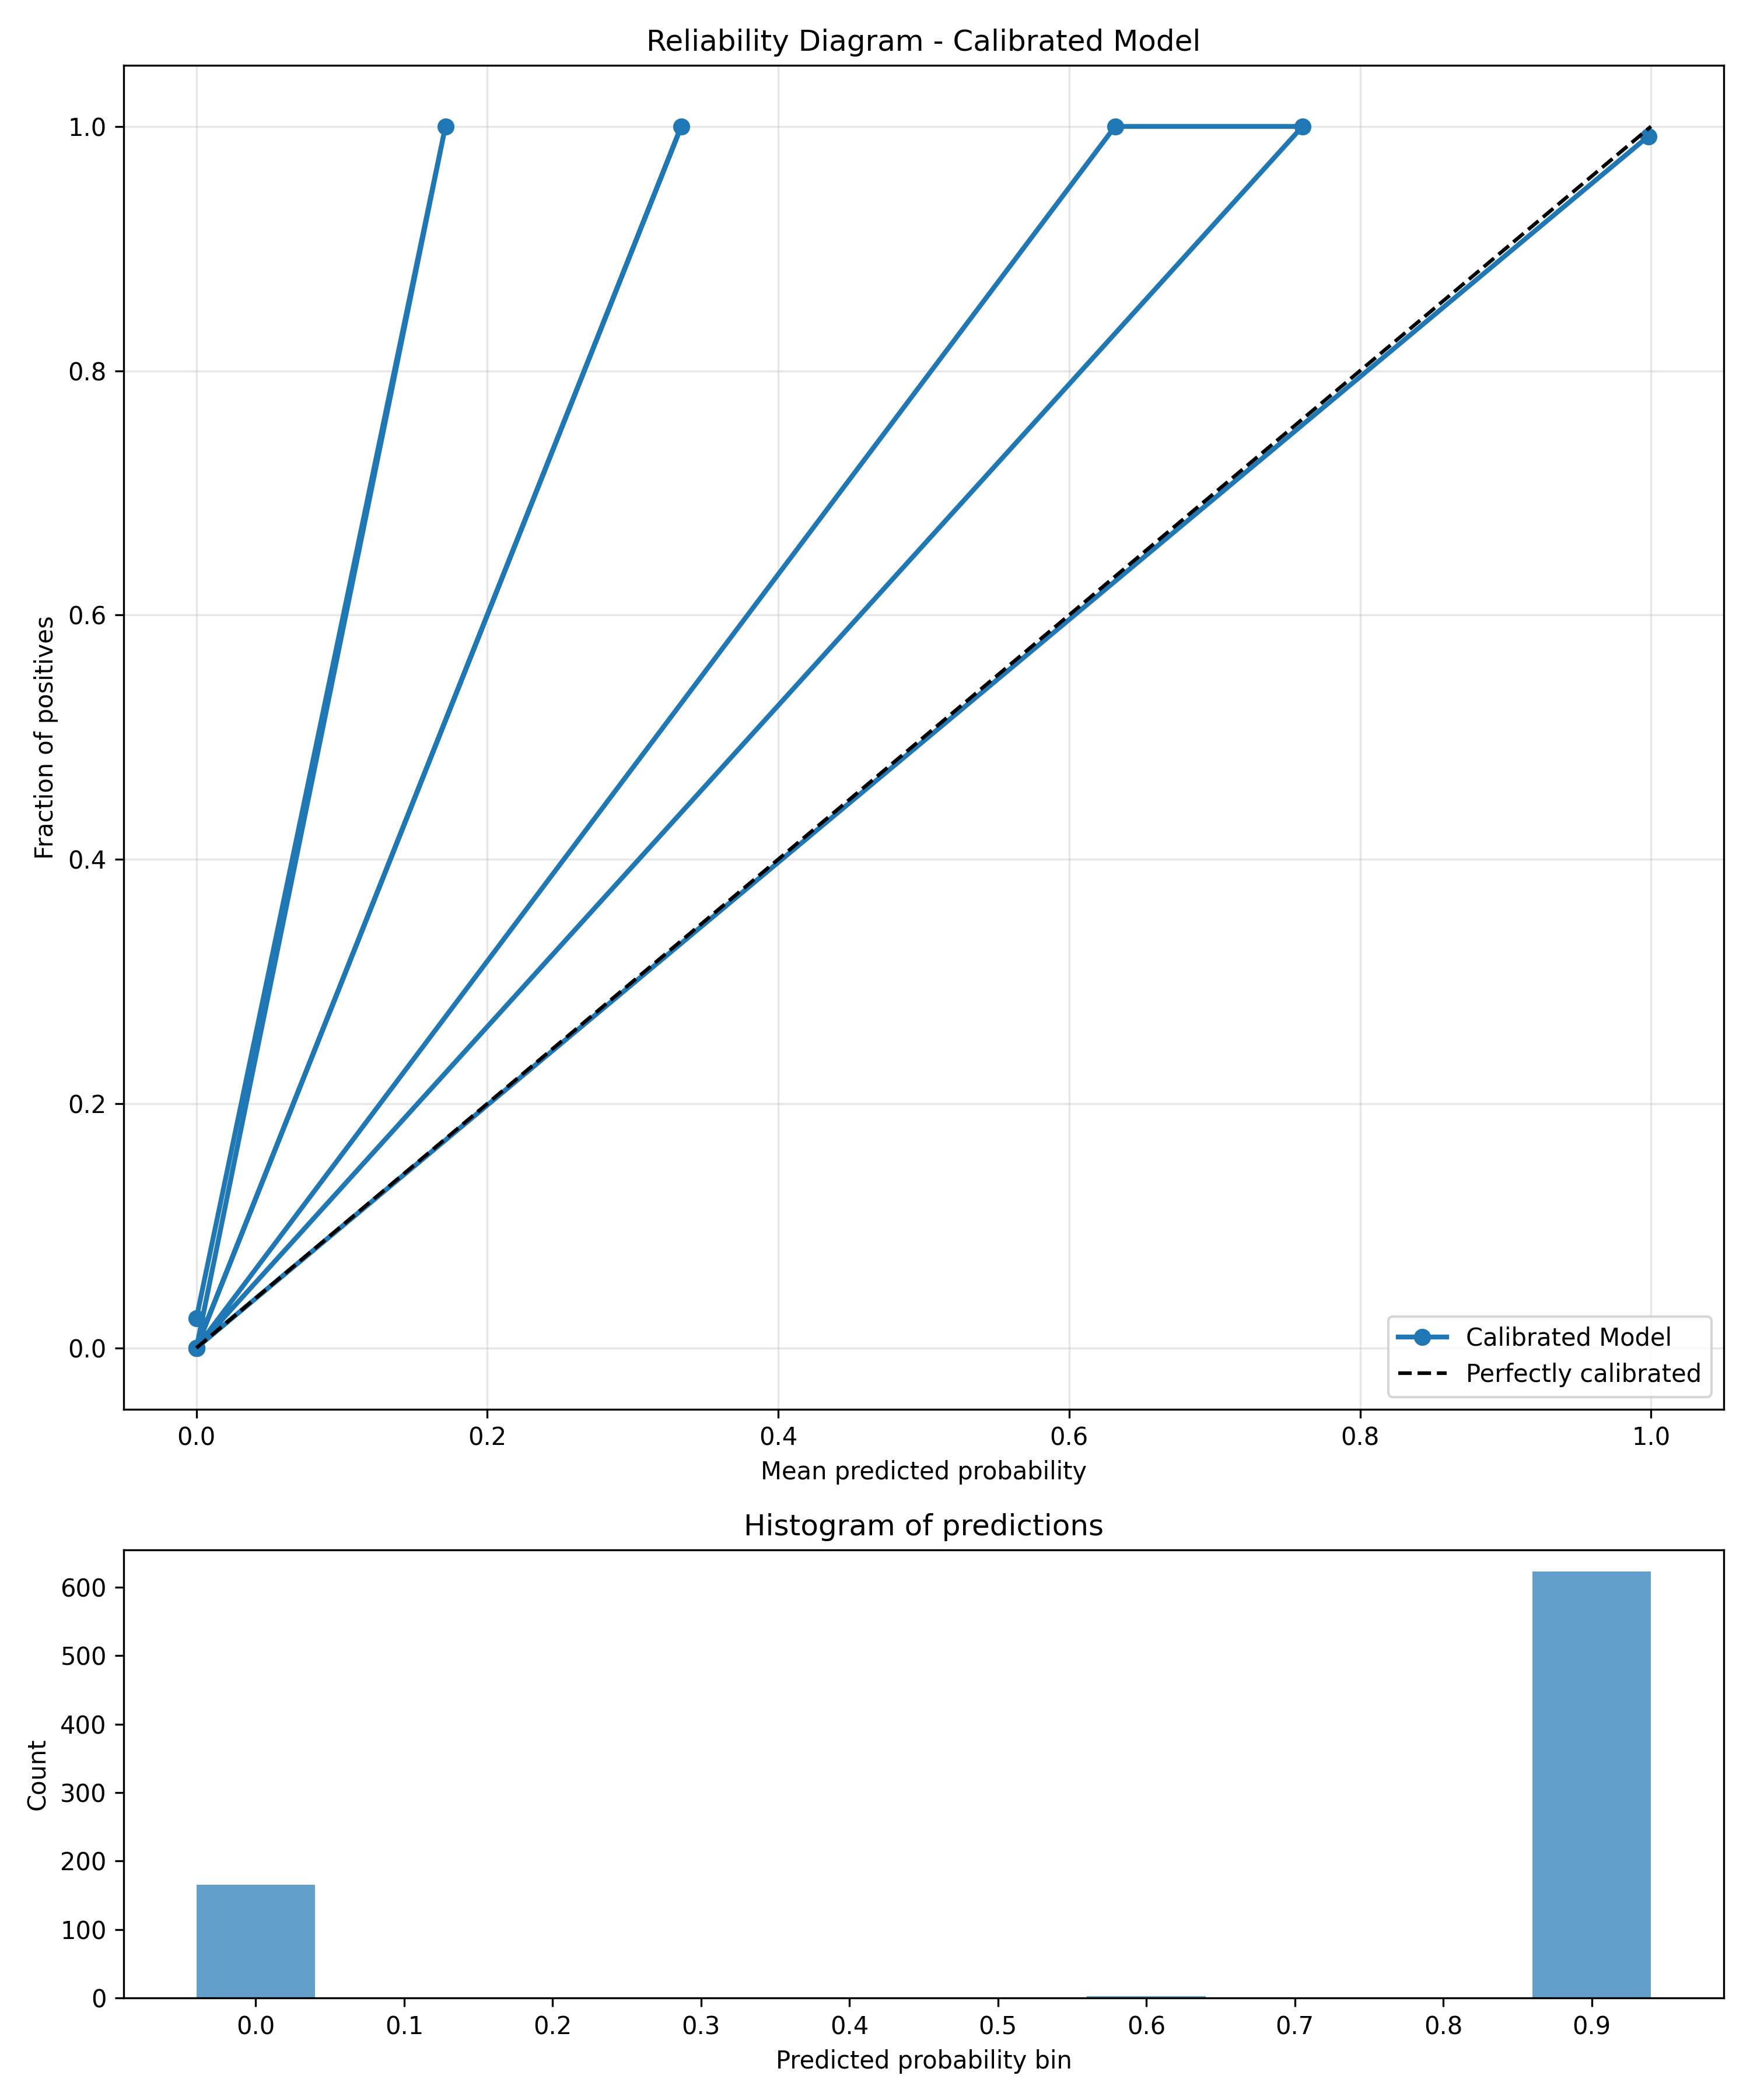 Reliability Diagram - Calibrated Model
1.0
0.8
0.6
0.4
0.2
0.0
Fraction of positives
Calibrated Model
Perfectly calibrated
0.0 0.2 0.4 0.6 0.8 1.0
Mean predicted probability
Histogram of predictions
600
500
400
300
200
100
0
Count
0.0 0.1 0.2 0.3 0.4 0.5 0.6 0.7 0.8 0.9
Predicted probability bin